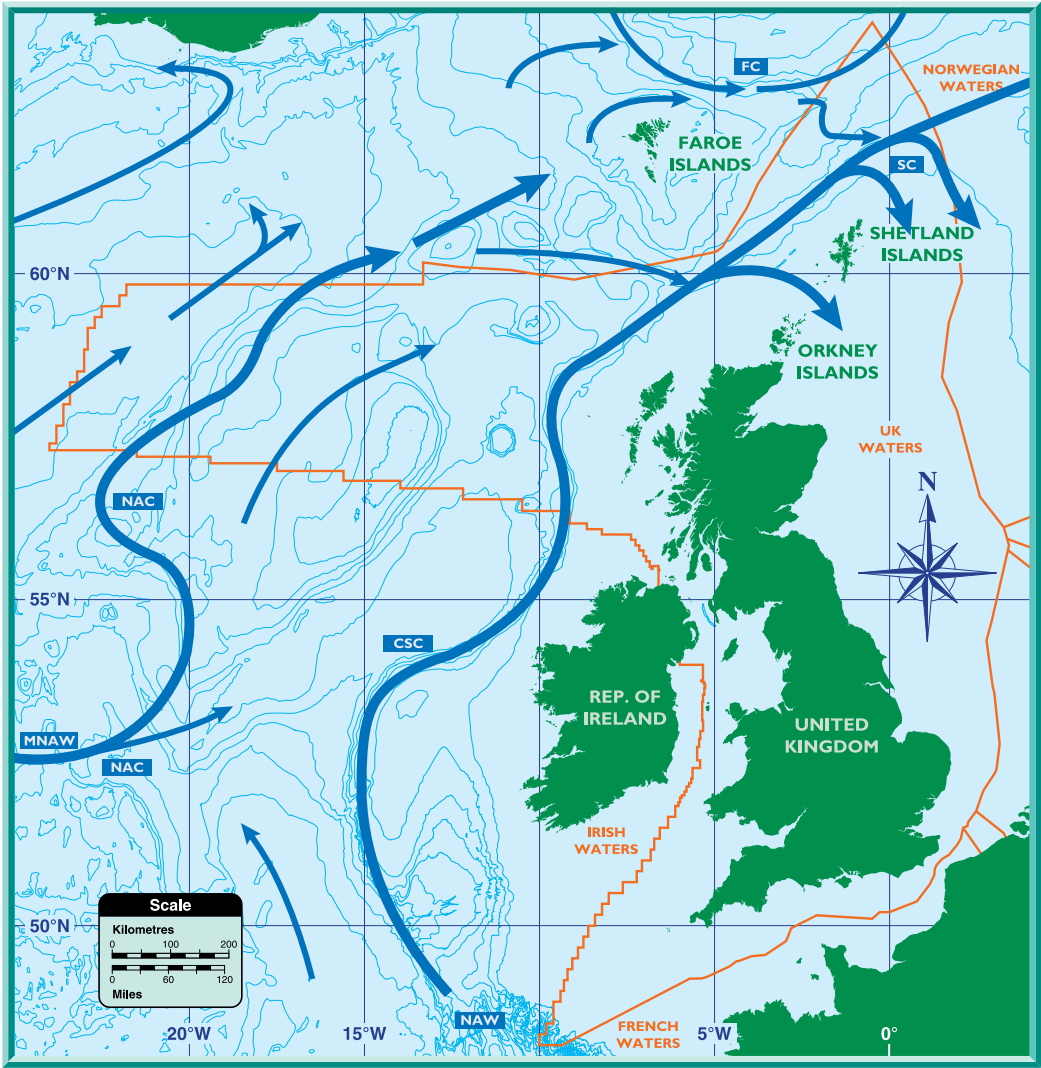 FC
NORWEGIAN
WATERS
FAROE
ISLANDS
SC
SHETLAND
ISLANDS
60°N
ORKNEY
ISLANDS
UK
WATERS
N
NAC
55°N
CSC
REP. OF
IRELAND
UNITED
KINGDOM
MNAW
NAC
IRISH
WATERS
Scale
Kilometres
0 100 200
0 60 120
Miles
50°N
NAW
FRENCH
WATERS
20°W
15°W
5°W
0°